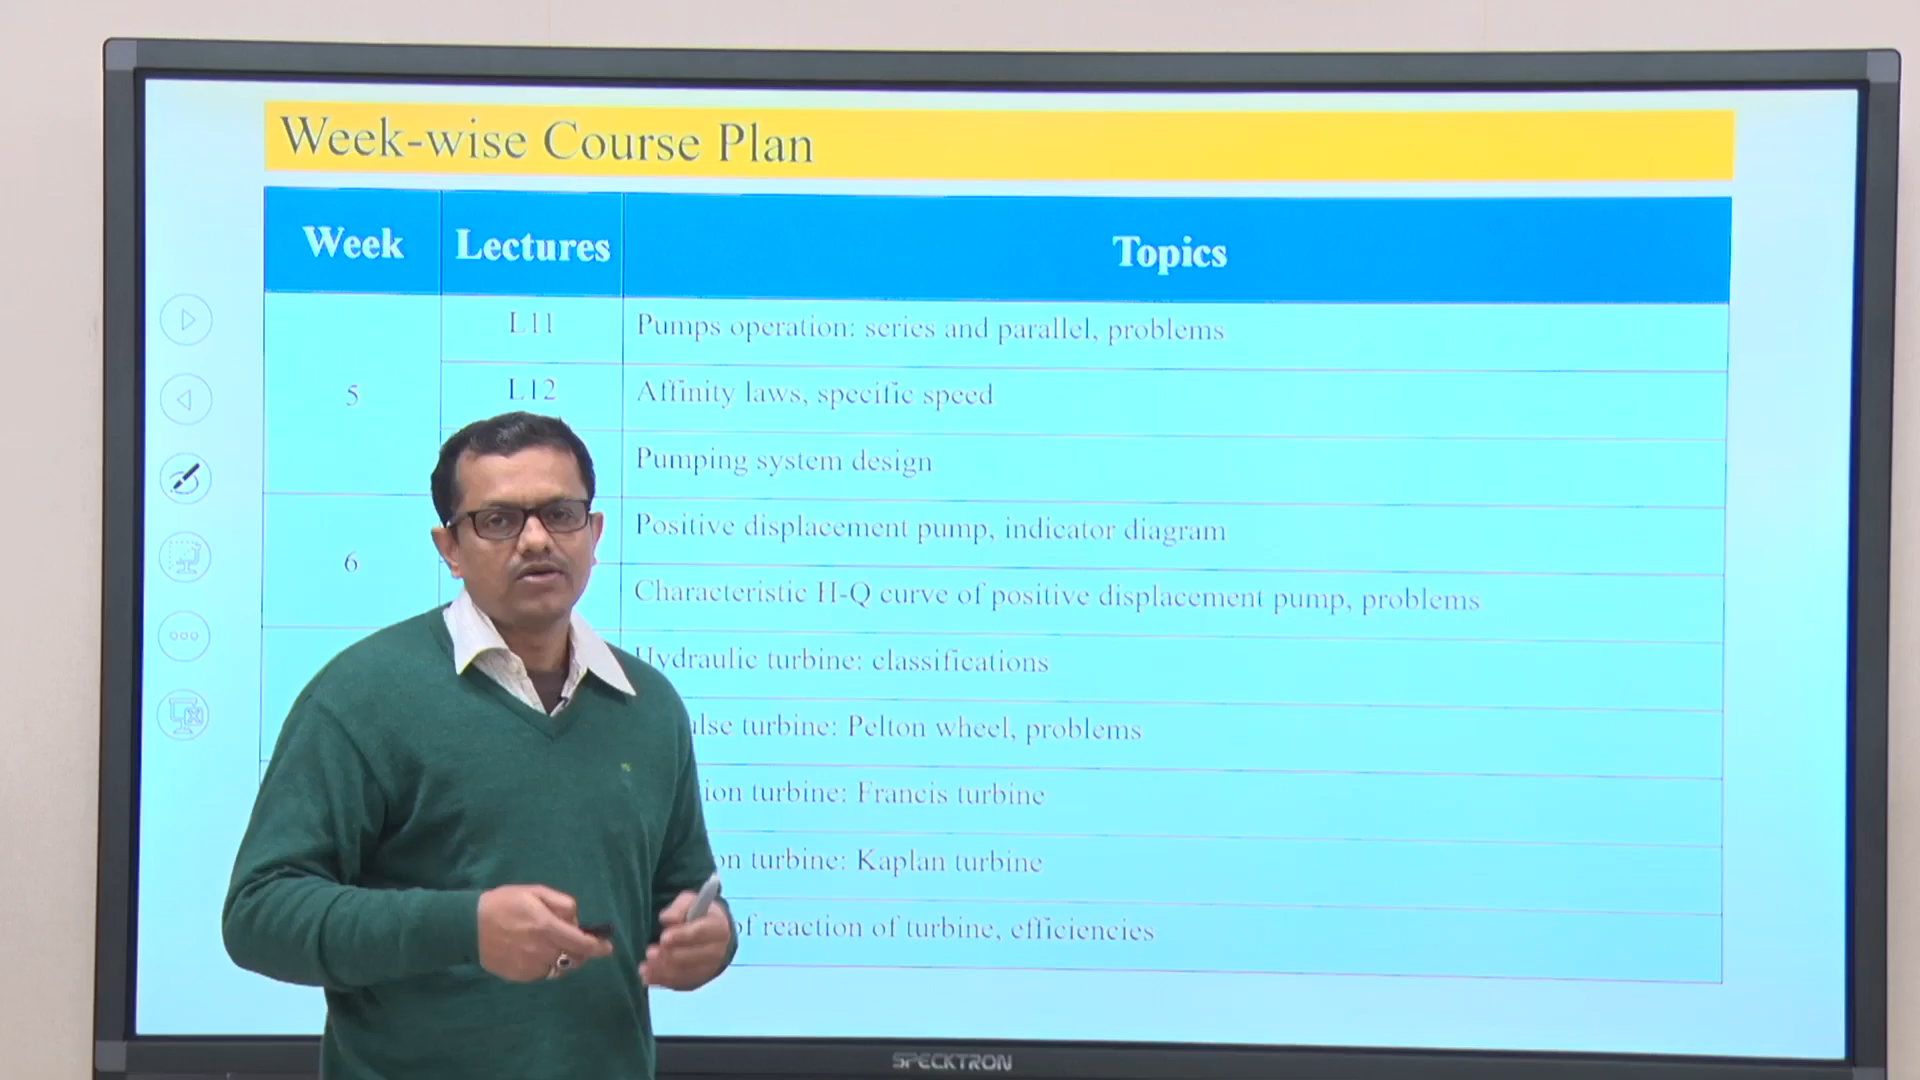 Week-wise Course Plan
Week Lectures Topics
L11 Pumps operation: series and parallel, problems
5
L12 Affinity laws, specific speed
Pumping system design
Positive displacement pump, indicator diagram
6
Characteristic H-Q curve of positive displacement pump, problems
Hydraulic turbine: classifications
turbine: Pelton wheel, problems
turbine: Francis turbine
turbine: Kaplan turbine
of reaction of turbine, efficiencies
SPECKTRON